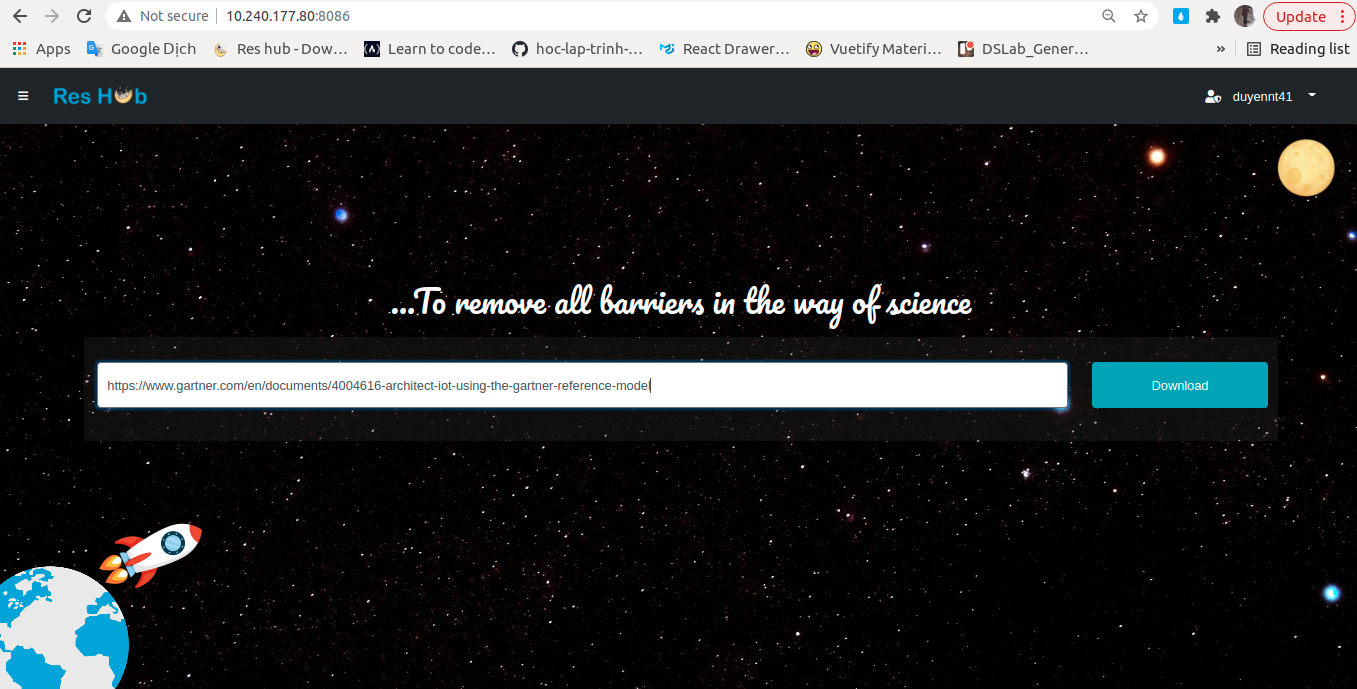 Not secure 10.240.177.80:8086 Update
Apps Google Dịch Res hub - Dow... Learn to code... hoc-lap-trinh-... React Drawer... Vuetify Materi... DSLab_Gener... » Reading list
Res Hub duyennt41
...To remove all barriers in the way of science
https://www.gartner.com/en/documents/4004616-architect-iot-using-the-gartner-reference-model Download